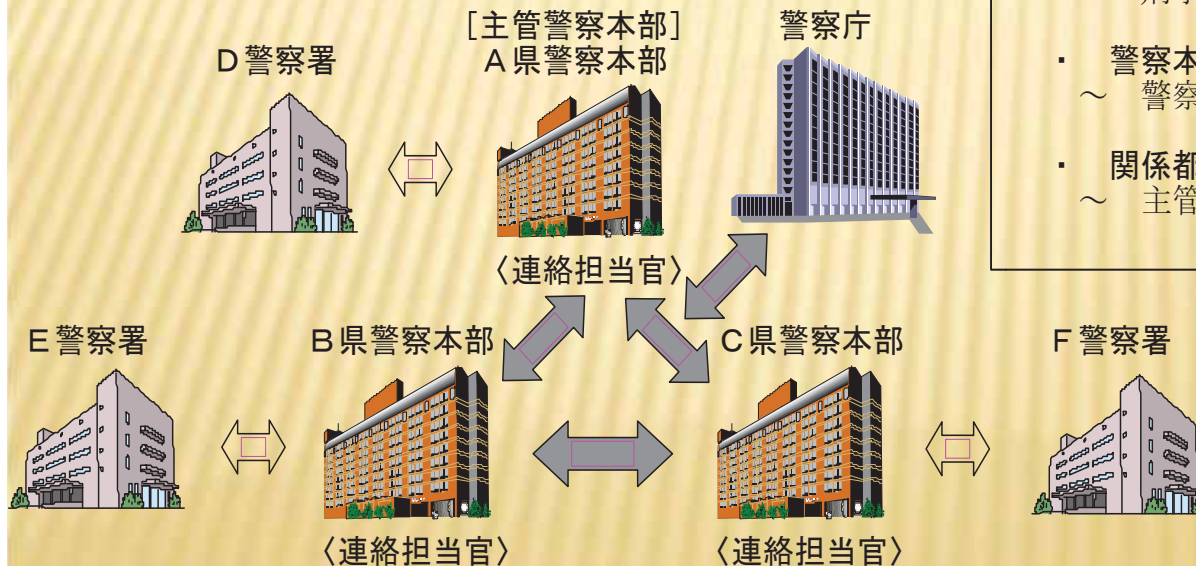 [主管警察本部]
警察庁
D警察署
A県警察本部
・ 警察本
～ 警察
・ 関係都
～ 主管
〈連絡担当官〉
E警察署
B県警察本部
C県警察本部
F警察署
〈連絡担当官〉
〈連絡担当官〉